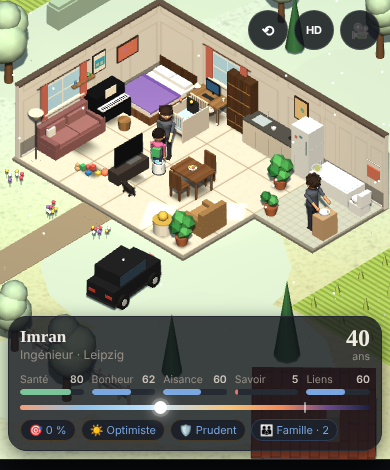 HD
Imran
40
Ingénieur · Leipzig
ans
Santé 80 Bonheur 62 Aisance 60 Savoir 5 Liens 60
0 % Optimiste Prudent Famille · 2